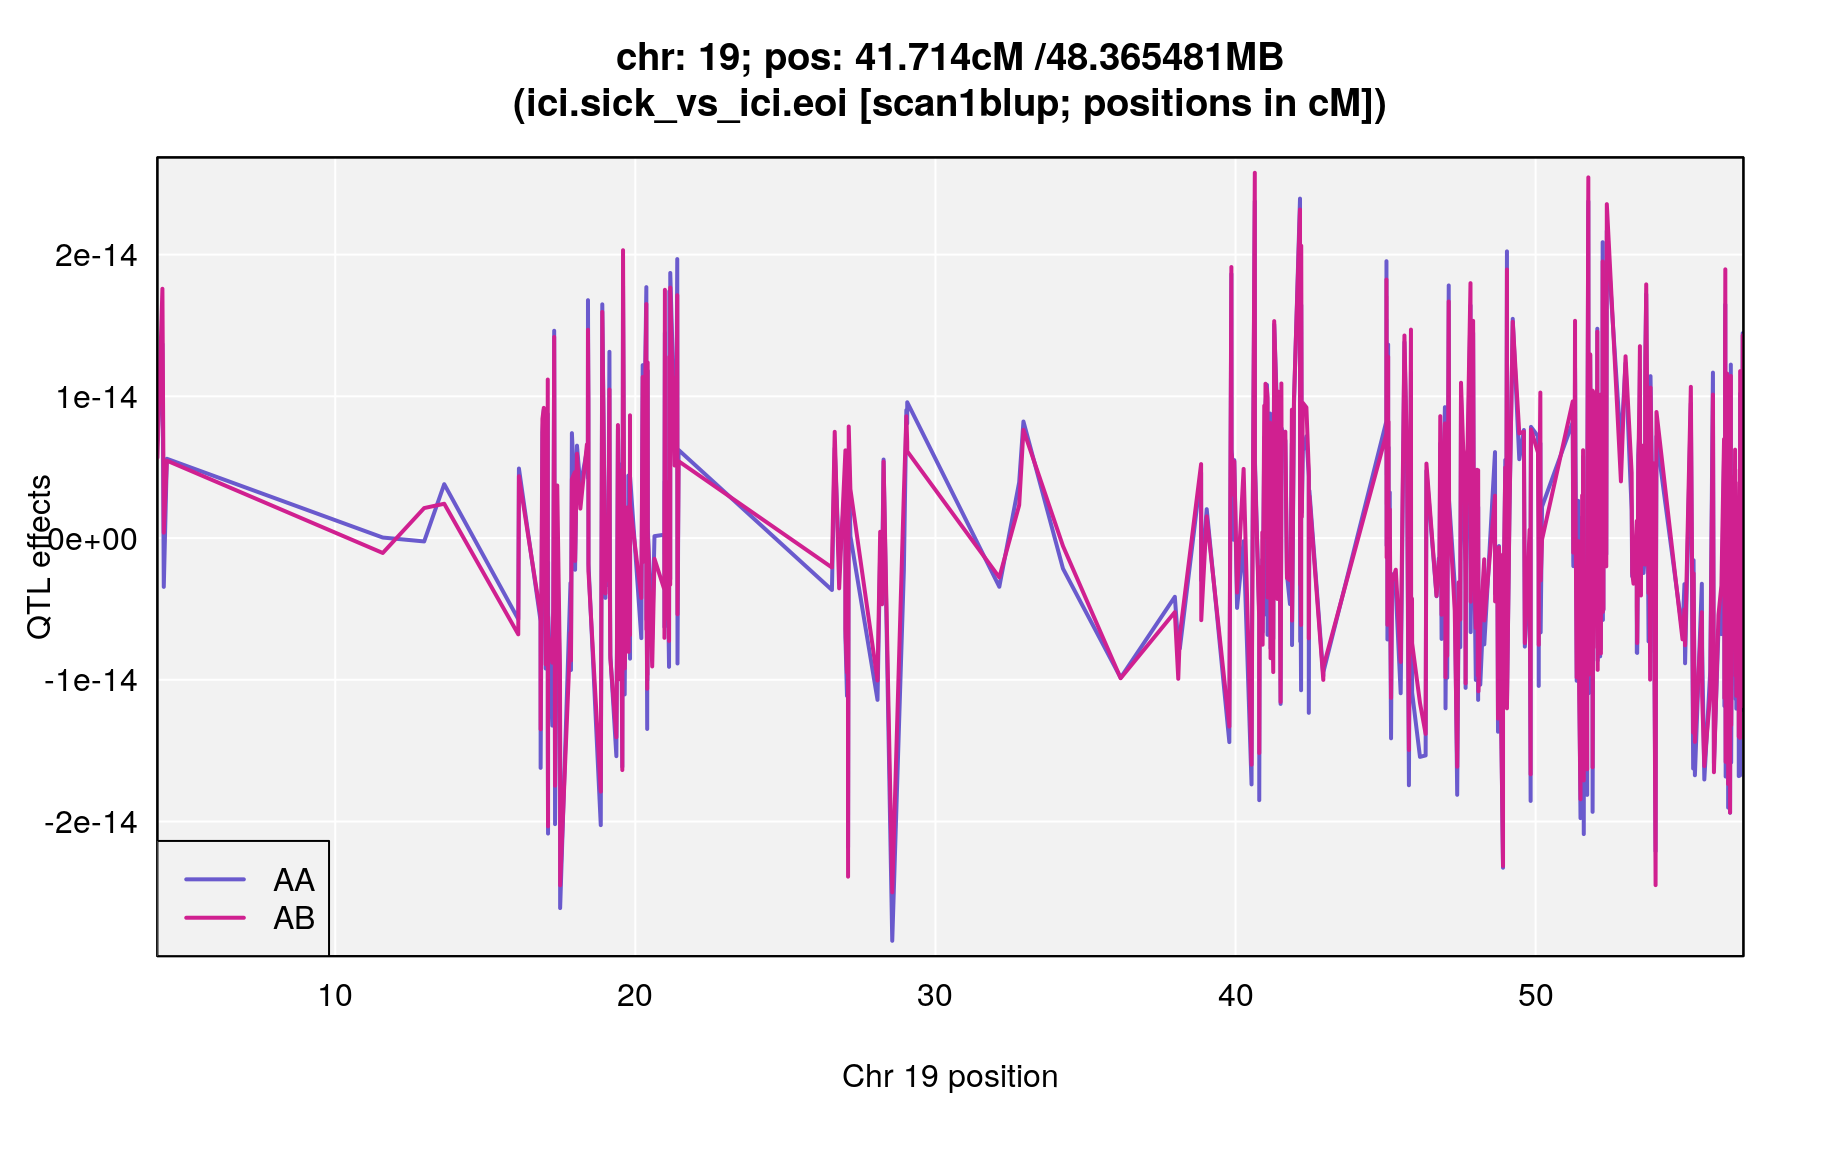 chr: 19; pos: 41.714cM /48.365481MB
(ici.sick_vs_ici.eoi [scan1blup; positions in cM])
QTL effects
2e-14
1e-14
0e+00
-1e-14
-2e-14
AA
AB
10 20 30 40 50
Chr 19 position